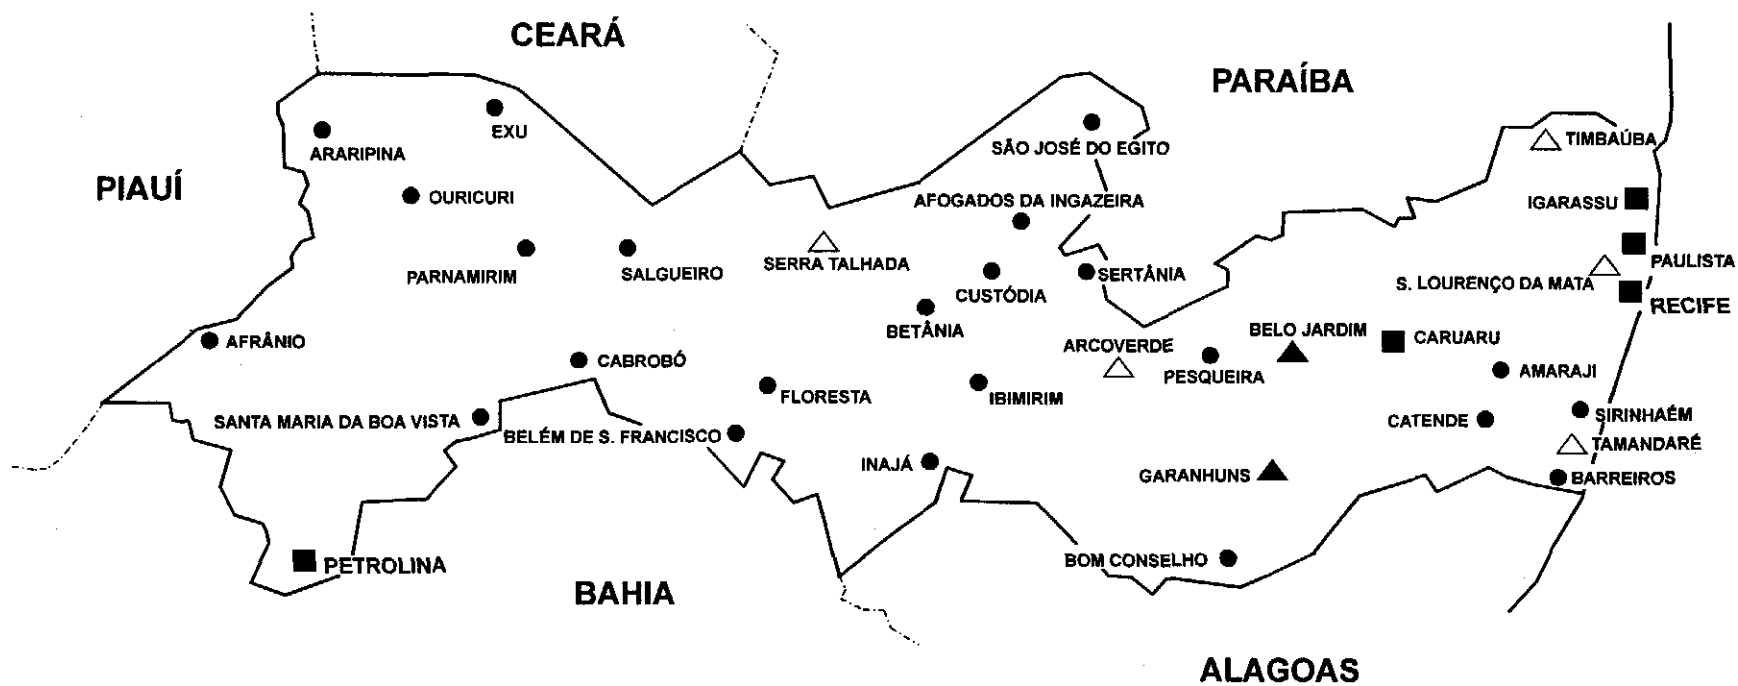 CEARÁ
PARAÍBA
PIAUÍ
EXU
ARARIPINA
SÃO JOSÉ DO EGITO
TIMBAÚBA
OURICURI
AFOGADOS DA INGAZEIRA
IGARASSU
PARNAMIRIM
SALGUEIRO
SERRA TALHADA
CUSTÓDIA
SERTÂNIA
PAULISTA
S. LOURENÇO DA MATA
RECIFE
BETÂNIA
BELO JARDIM
CARUARU
AFRÂNIO
ARCOVERDE
CABROBÓ
PESQUEIRA
AMARAJI
FLORESTA
IBIMIRIM
SANTA MARIA DA BOA VISTA
BELÉM DE S. FRANCISCO
CATENDE
SIRINHAÉM
TAMANDARÉ
INAJÁ
GARANHUNS
BARREIROS
PETROLINA
BOM CONSELHO
BAHIA
ALAGOAS